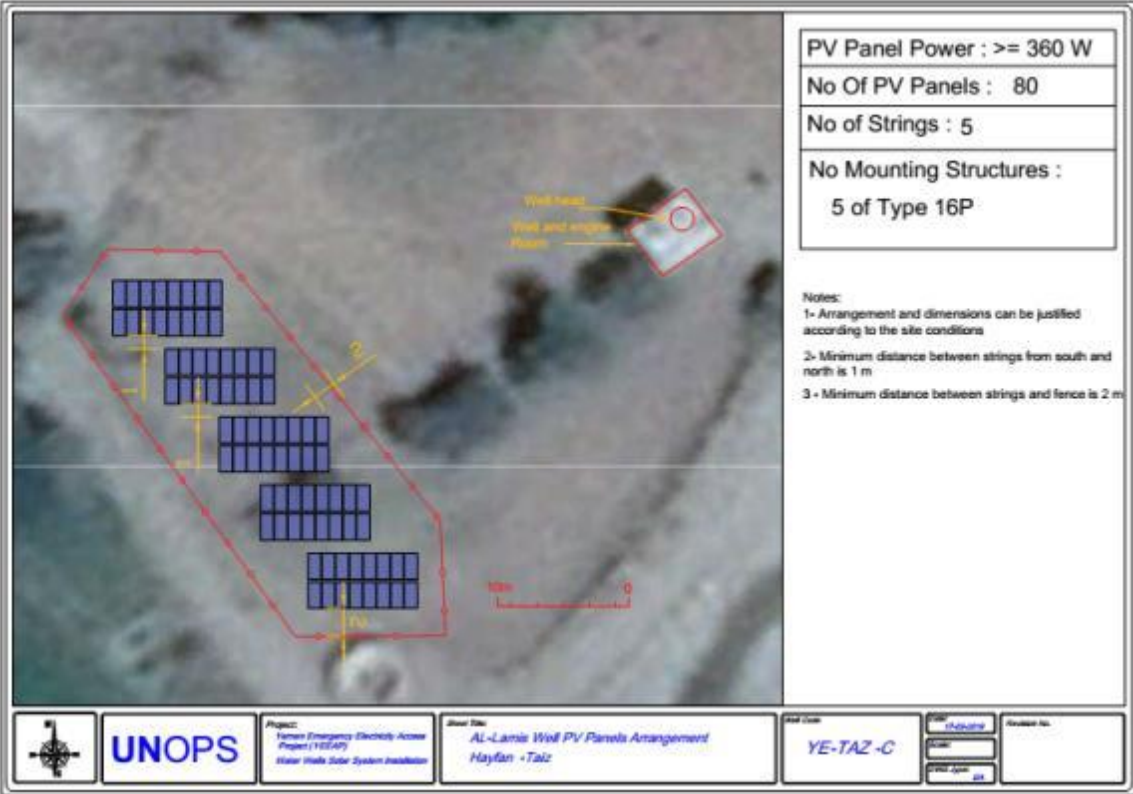 PV Panel Power : >= 360 W
No Of PV Panels : 80
No of Strings : 5
No Mounting Structures :
5 of Type 16P
Notes:
1- Arrangement and dimensions can be justified
according to the site conditions
2- Minimum distance between strings from south and
north is 1 m
3 - Minimum distance between strings and fence is 2 m
Well head
Well and engine
Room
2
1
1
2
10m 0
UNOPS
Project:
Yemen Emergency Electricity Access
Project (YEEAP)
Water Wells Solar System Installation
Sheet Title:
AL-Lamis Well PV Panels Arrangement
Hayfan - Taiz
Well Code:
YE-TAZ -C
Revision No.